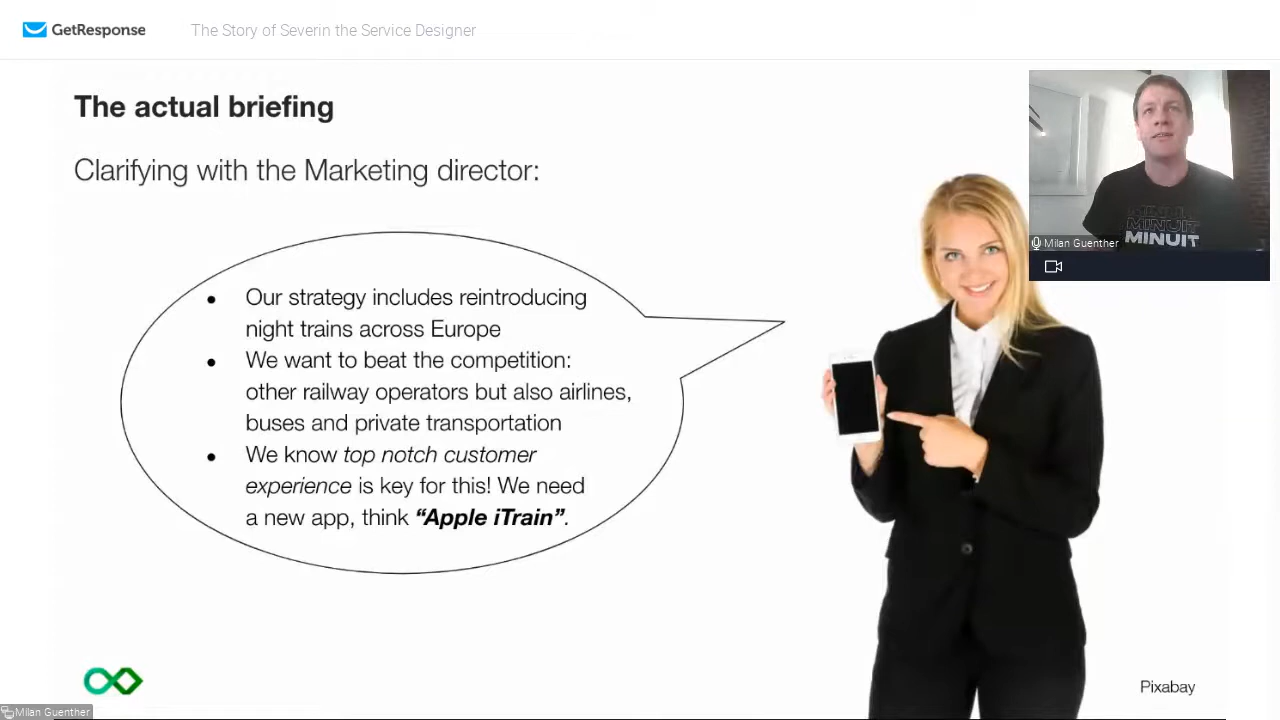 GetResponse
The Story of Severin the Service Designer
The actual briefing
Clarifying with the Marketing director:
• Our strategy includes reintroducing
night trains across Europe
• We want to beat the competition:
other railway operators but also airlines,
buses and private transportation
• We know top notch customer
experience is key for this! We need
a new app, think “Apple iTrain”.
MINUIT
MINUIT
Milan Guenther
Pixabay
Milan Guenther